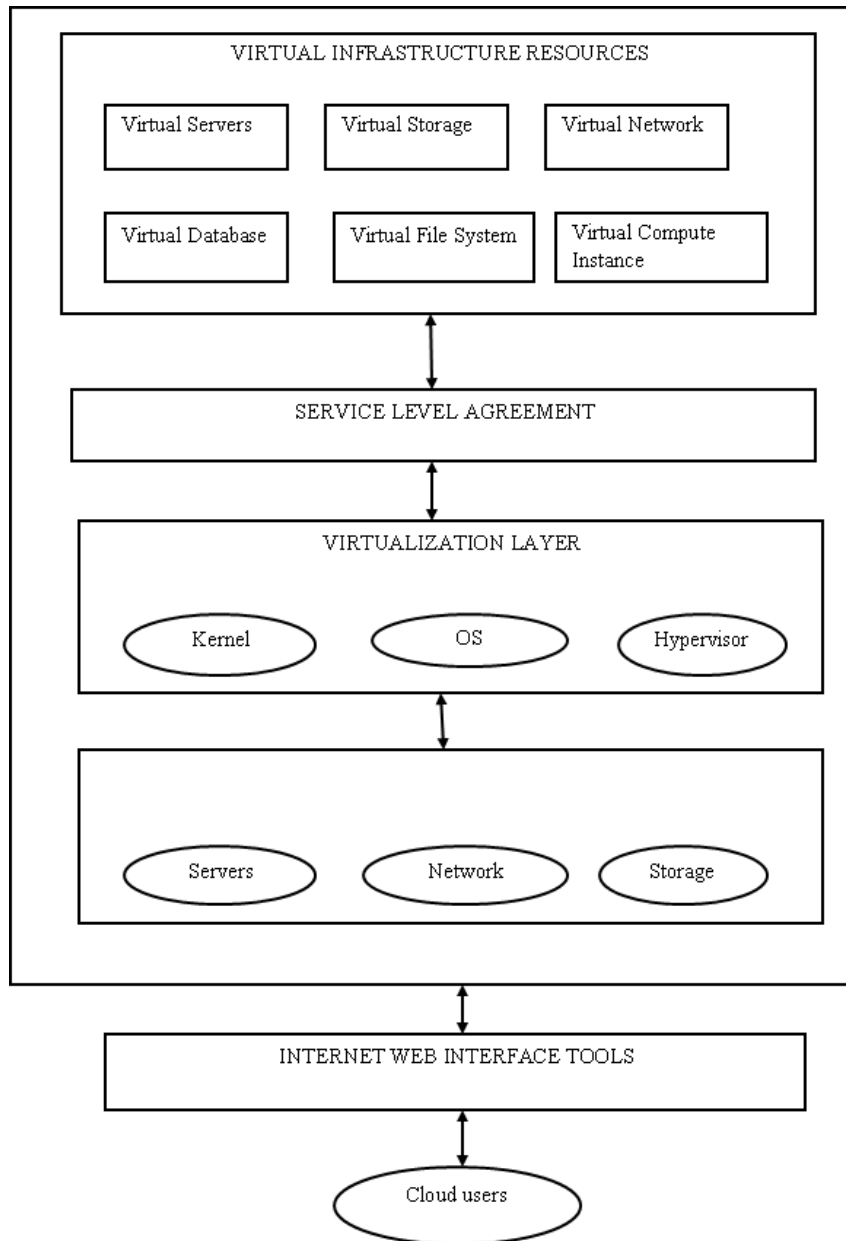 VIRTUAL INFRASTRUCTURE RESOURCES
Virtual Servers
Virtual Storage
Virtual Network
Virtual Database
Virtual File System
Virtual Compute
Instance
SERVICE LEVEL AGREEMENT
VIRTUALIZATION LAYER
Kernel
OS
Hypervisor
Servers
Network
Storage
INTERNET WEB INTERFACE TOOLS
Cloud users